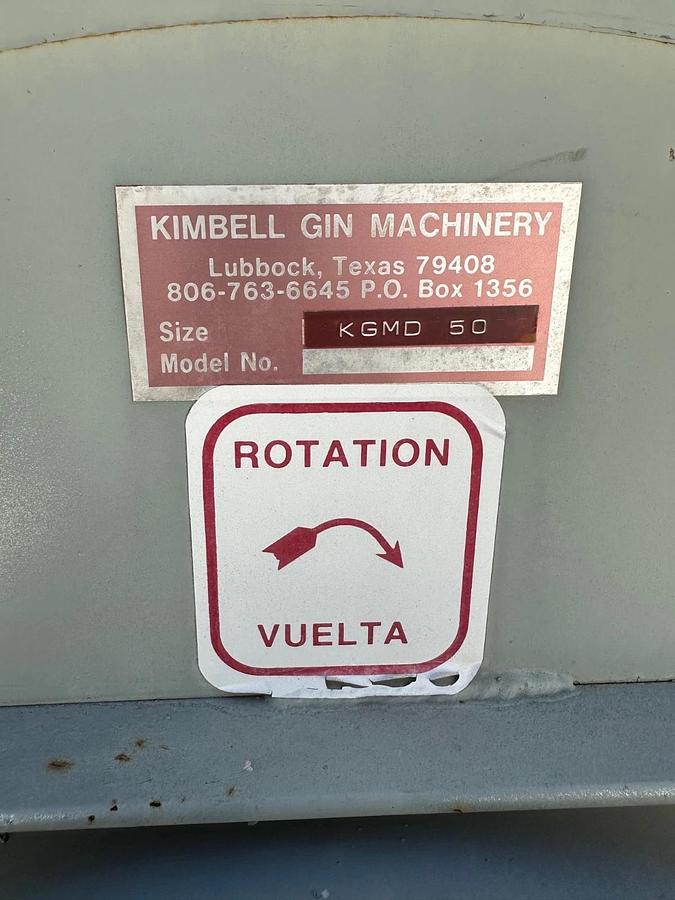 KIMBELL GIN MACHINERY
Lubbock, Texas 79408
806-763-6645 P.O. Box 1356
Size KGMD 50
Model No.
ROTATION
VUELTA